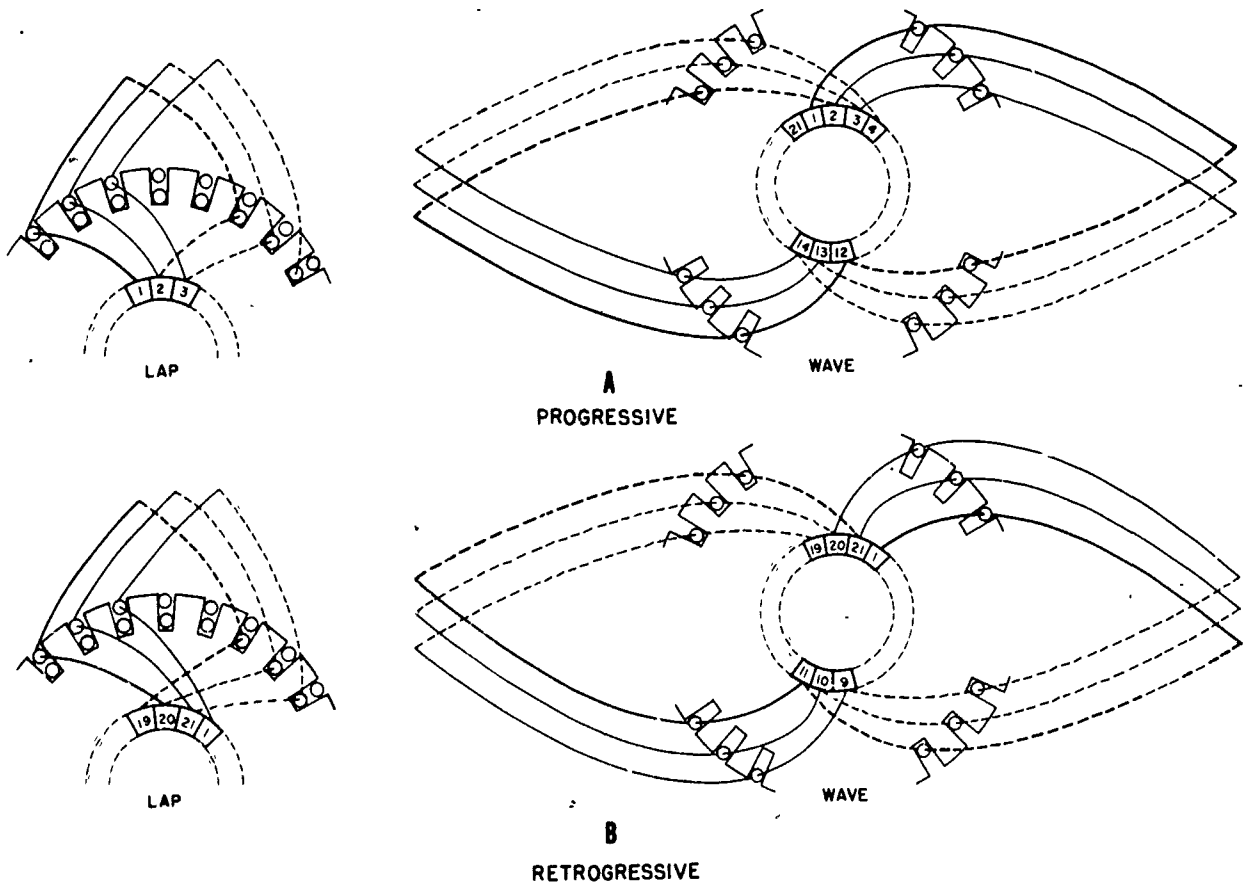 21 1 2 3 4
1 2 3
14 13 12
LAP
WAVE
A
PROGRESSIVE
19 20 21 1
19 20 21 1
11 10 9
LAP
WAVE
B
RETROGRESSIVE